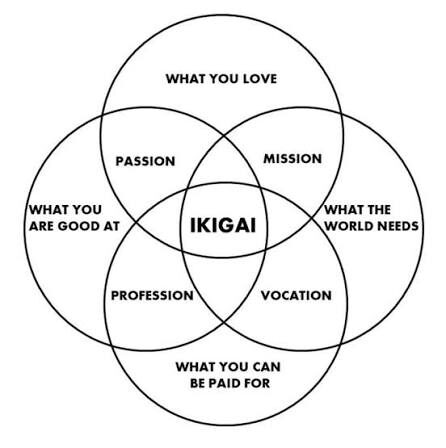 WHAT YOU LOVE
PASSION
MISSION
WHAT YOU
ARE GOOD AT
IKIGAI
WHAT THE
WORLD NEEDS
PROFESSION
VOCATION
WHAT YOU CAN
BE PAID FOR